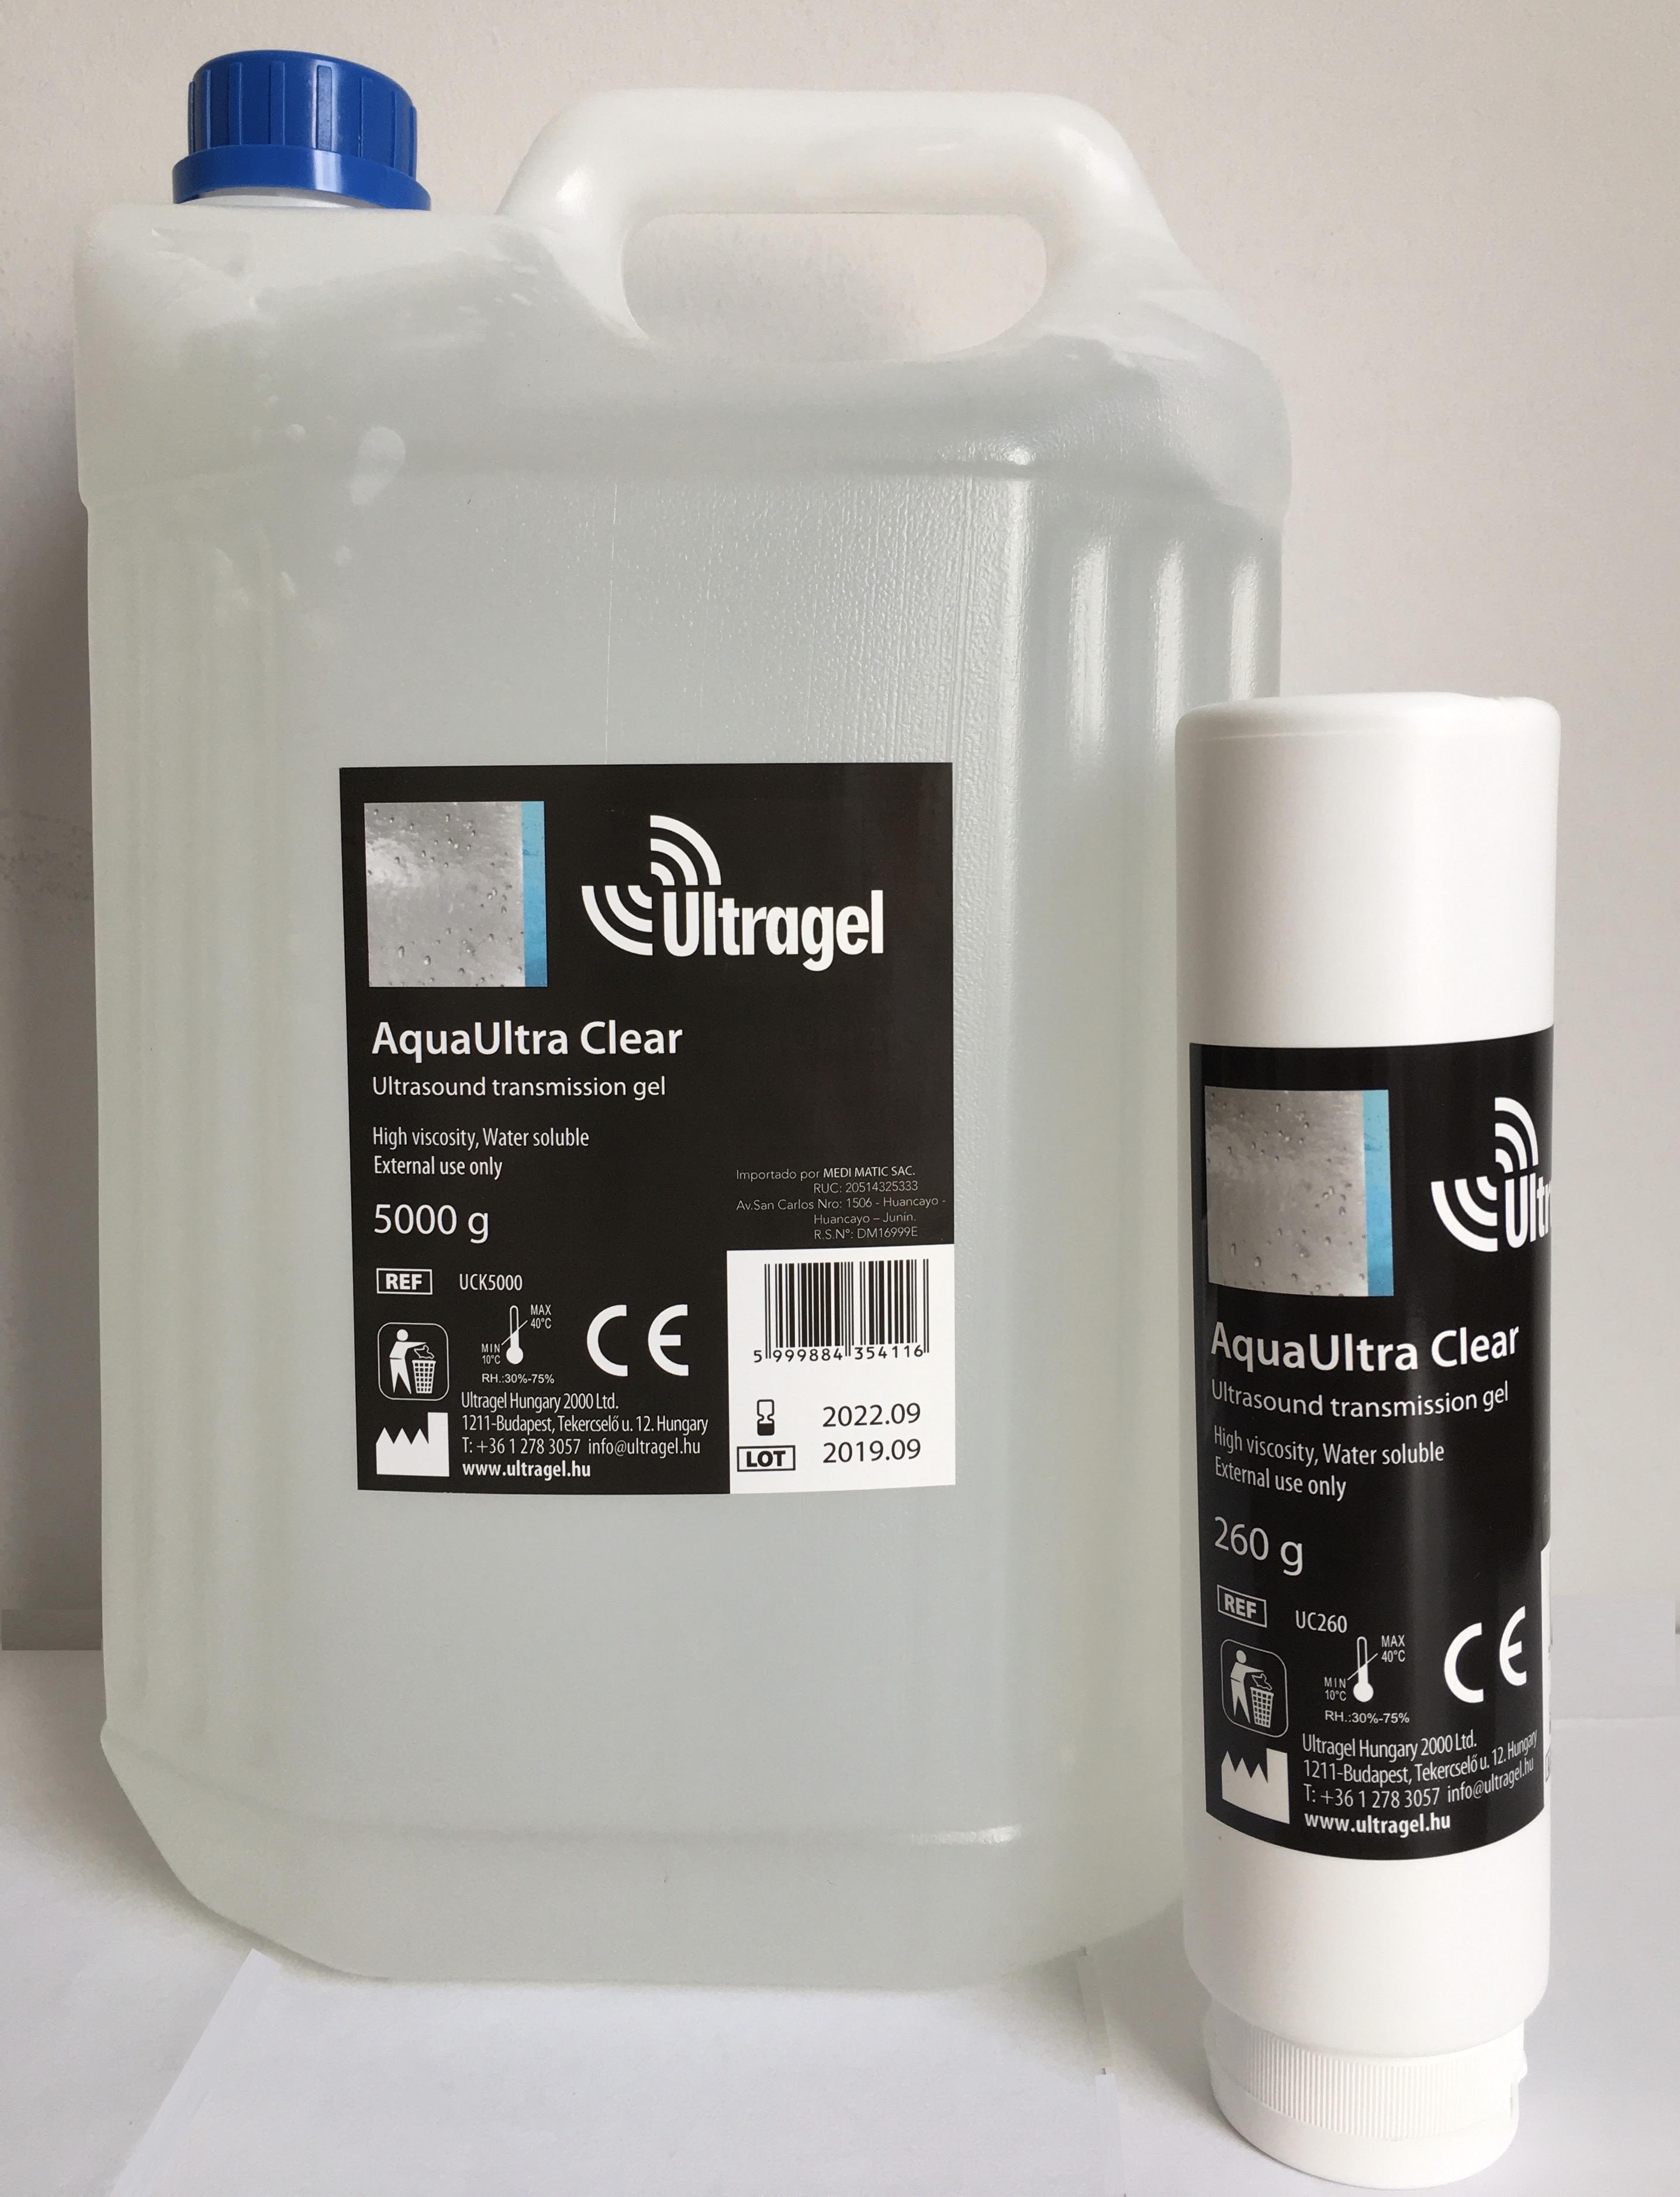 Ultragel
AquaUltra Clear
Ultrasound transmission gel
High viscosity, Water soluble
External use only
5000 g
Importado por MEDI MATIC SAC.
RUC: 20514325333
Av.San Carlos Nro: 1506 - Huancayo -
Huancayo – Junín.
R.S.N°: DM16999E
REF UCK5000
MAX
40°C
MIN
10°C
RH.:30%-75%
CE
5 999884 354116
2022.09
LOT 2019.09
Ultragel Hungary 2000 Ltd.
1211-Budapest, Tekercselő u. 12. Hungary
T: +36 1 278 3057 info@ultragel.hu
www.ultragel.hu
Ultr
AquaUltra Clear
Ultrasound transmission gel
High viscosity, Water soluble
External use only
260 g
REF UC260
MAX
40°C
MIN
10°C
RH.:30%-75%
CE
Ultragel Hungary 2000 Ltd.
1211-Budapest, Tekercselő u. 12. Hungary
T: +36 1 278 3057 info@ultragel.hu
www.ultragel.hu